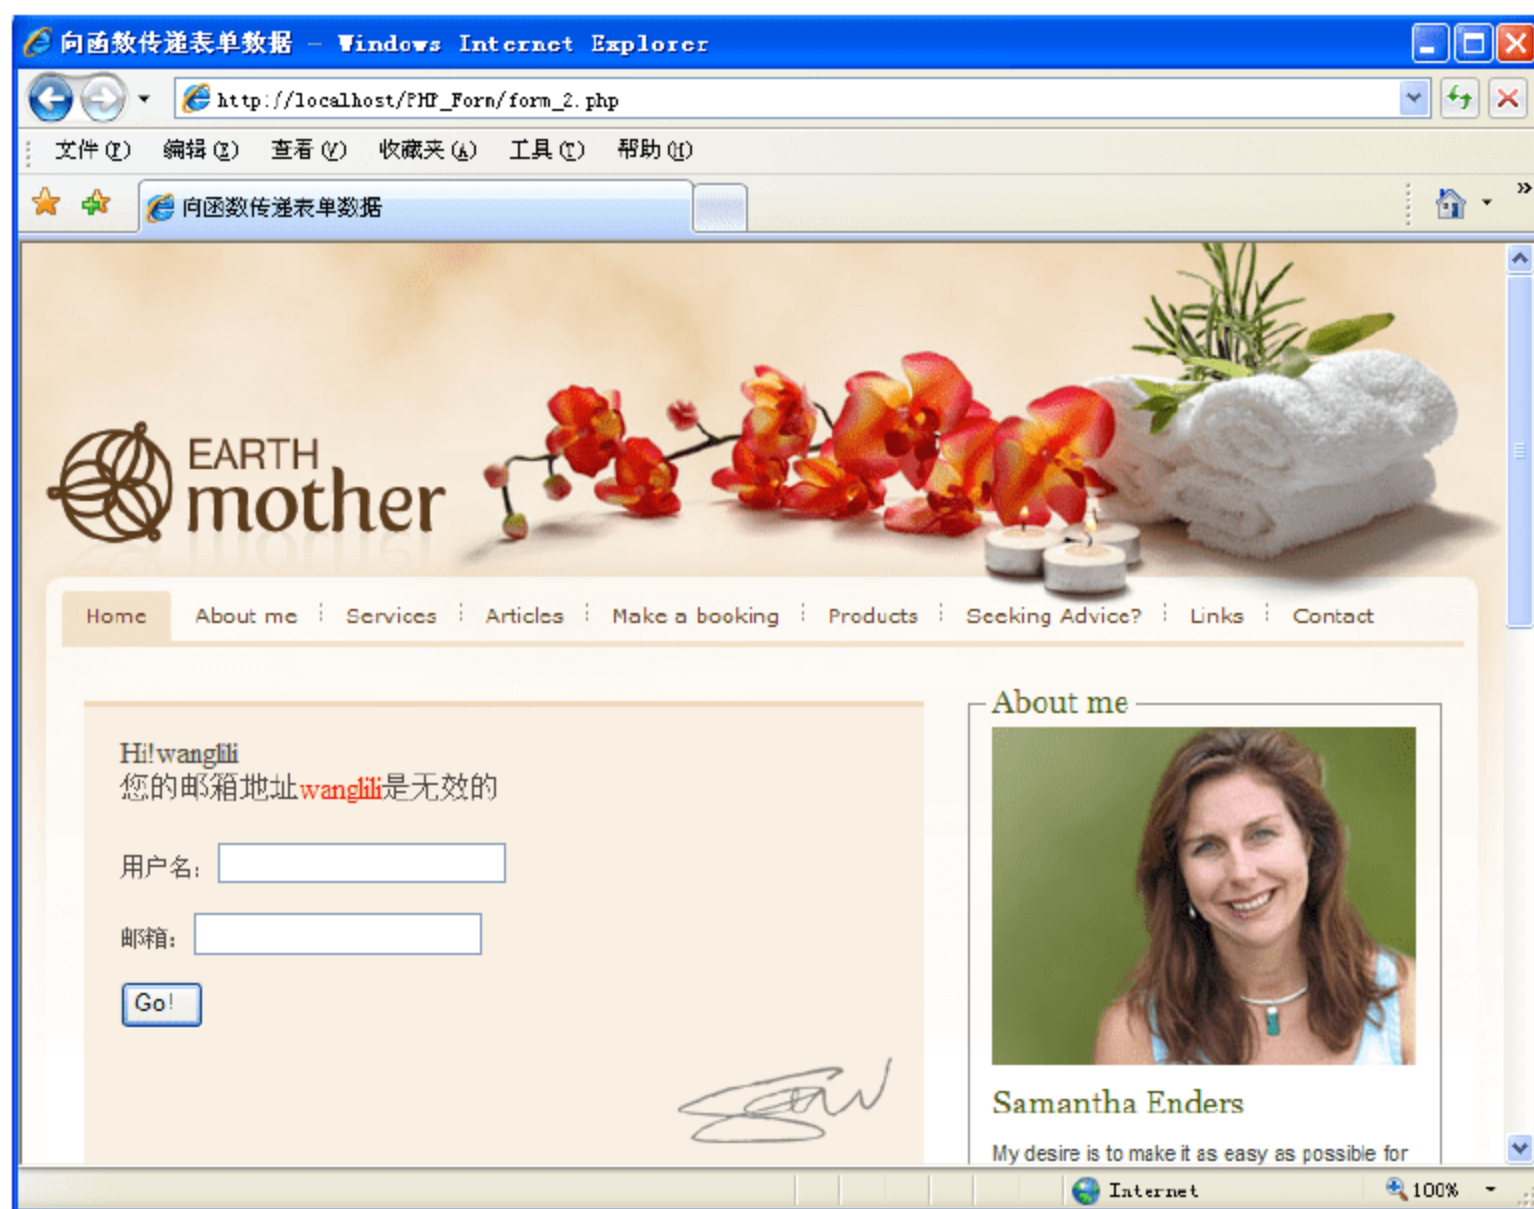 向函数传递表单数据 - Windows Internet Explorer
http://localhost/PHP_Form/form_2.php
文件(F) 编辑(E) 查看(V) 收藏夹(A) 工具(T) 帮助(H)
向函数传递表单数据
EARTH
mother
Home About me Services Articles Make a booking Products Seeking Advice? Links Contact
About me
Hi!wanglili
您的邮箱地址wanglili是无效的
用户名:
邮箱:
Go!
Samantha Enders
My desire is to make it as easy as possible for
Internet 100%